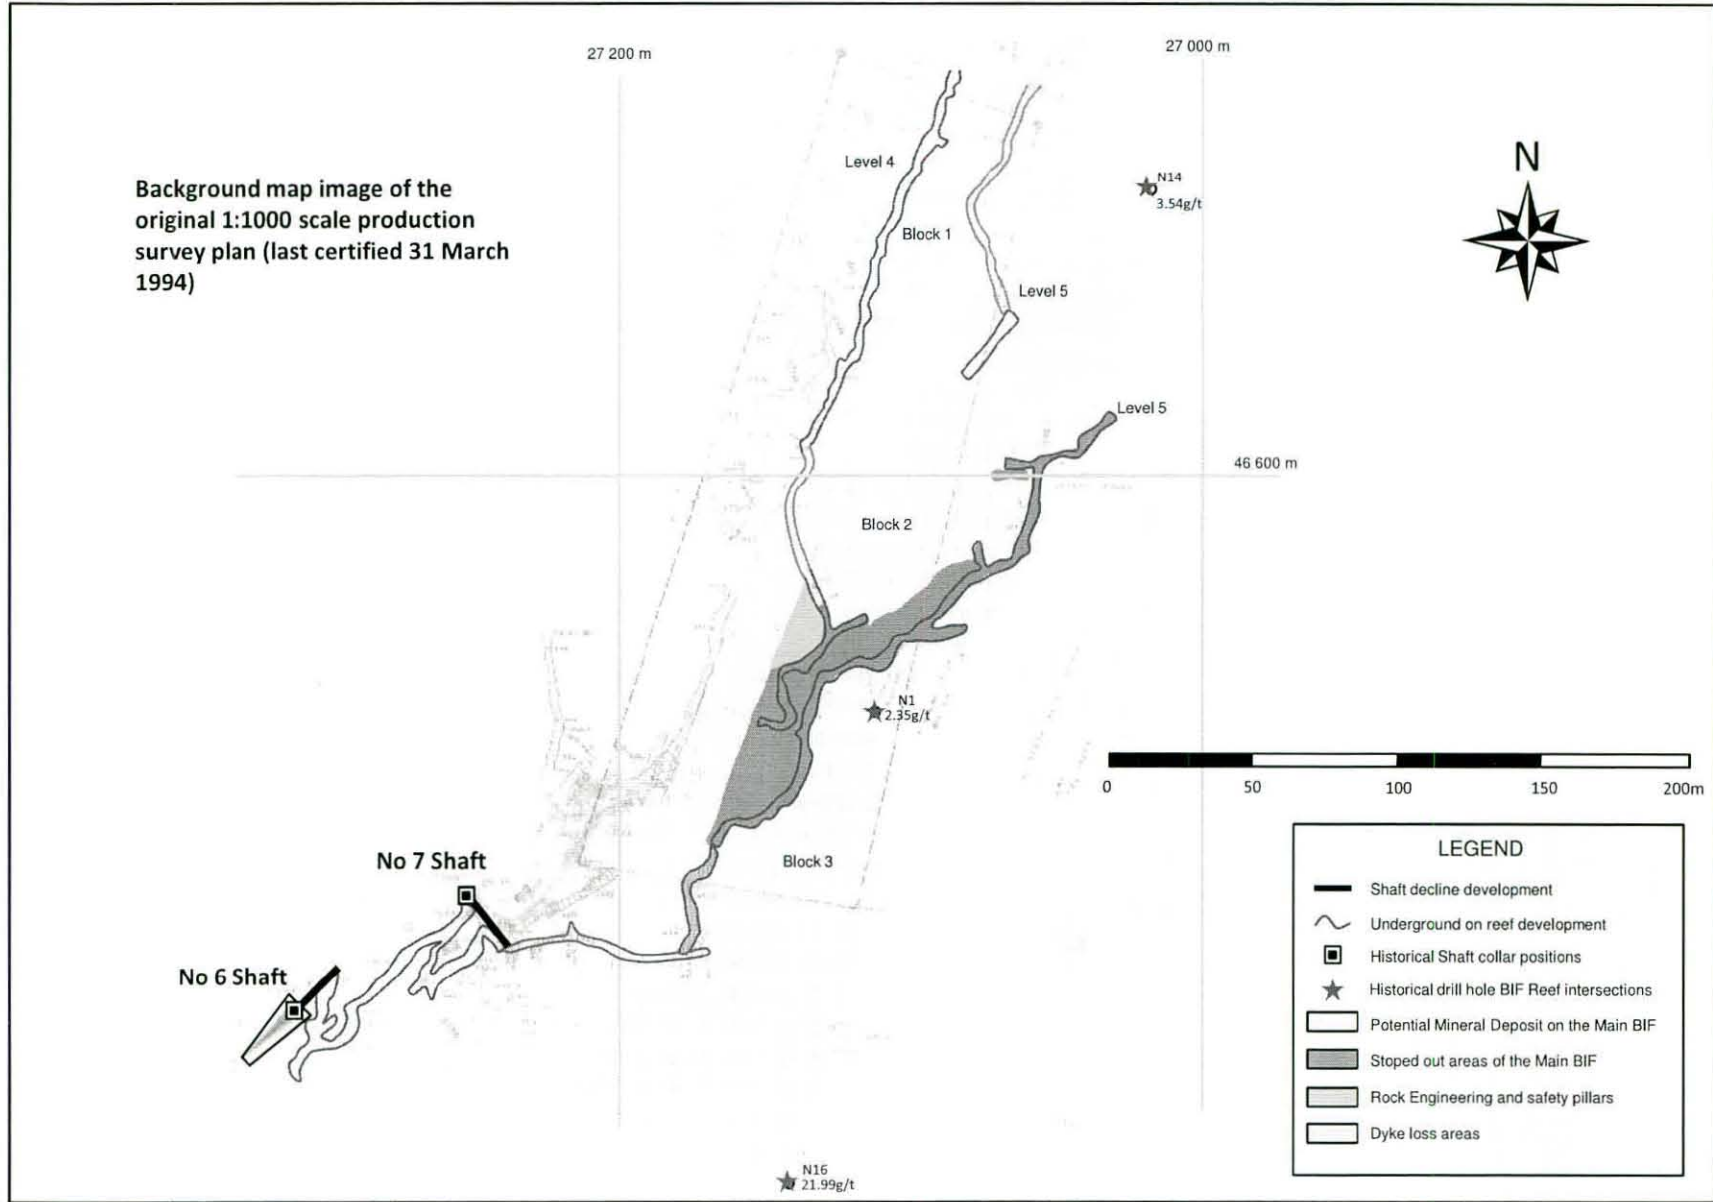 27 200 m
27 000 m
Level 4
N
N14
3.54g/t
Background map image of the
original 1:1000 scale production
survey plan (last certified 31 March
1994)
Block 1
Level 5
Level 5
46 600 m
Block 2
N1
2.35g/t
0 50 100 150 200m
Block 3
No 7 Shaft
No 6 Shaft
LEGEND
Shaft decline development
Underground on reef development
Historical Shaft collar positions
Historical drill hole BIF Reef intersections
Potential Mineral Deposit on the Main BIF
Stoped out areas of the Main BIF
Rock Engineering and safety pillars
Dyke loss areas
N16
21.99g/t